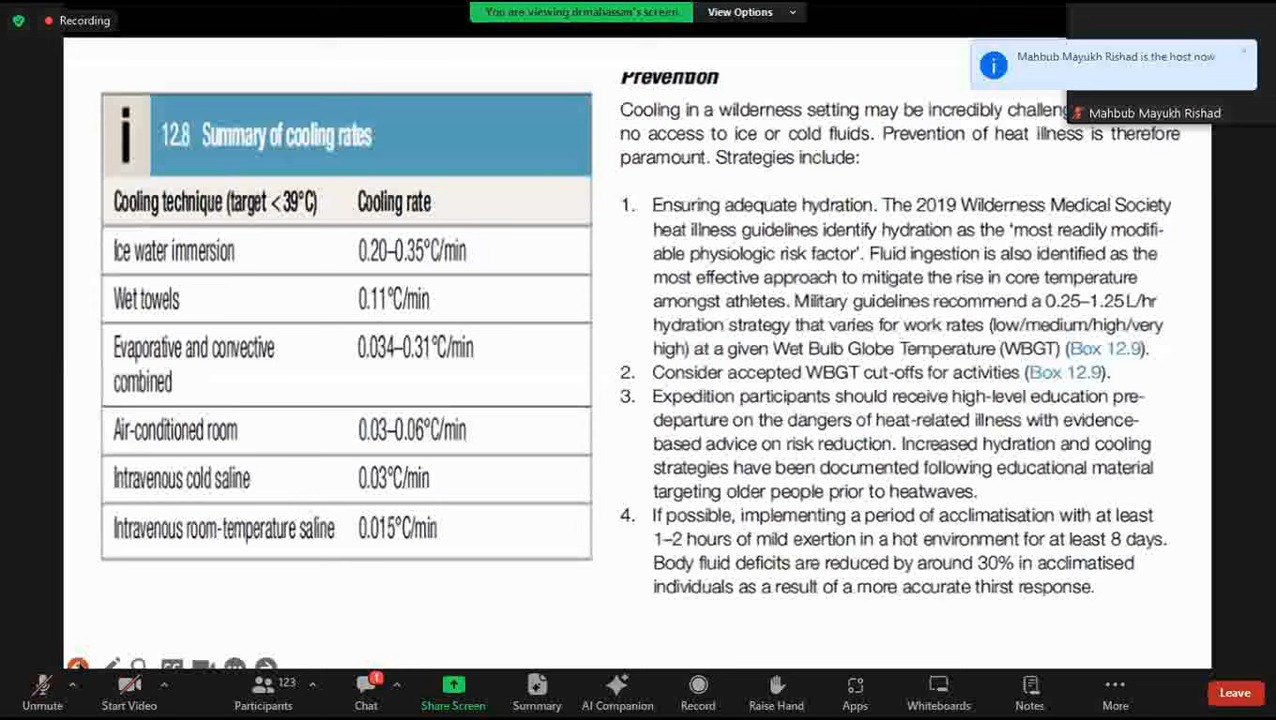 You are viewing drmahassan's screen
View Options
Recording
Mahbub Mayukh Rishad is the host now
Mahbub Mayukh Rishad
i
12.8 Summary of cooling rates
Cooling technique (target < 39°C) Cooling rate
Ice water immersion 0.20–0.35°C/min
Wet towels 0.11°C/min
Evaporative and convective 0.034–0.31°C/min
combined
Air-conditioned room 0.03–0.06°C/min
Intravenous cold saline 0.03°C/min
Intravenous room-temperature saline 0.015°C/min
Prevention
Cooling in a wilderness setting may be incredibly
no access to ice or cold fluids. Prevention of heat illness is therefore
paramount. Strategies include:
1. Ensuring adequate hydration. The 2019 Wilderness Medical Society
heat illness guidelines identify hydration as the 'most readily modifi-
able physiologic risk factor'. Fluid ingestion is also identified as the
most effective approach to mitigate the rise in core temperature
amongst athletes. Military guidelines recommend a 0.25–1.25 L/hr
hydration strategy that varies for work rates (low/medium/high/very
high) at a given Wet Bulb Globe Temperature (WBGT) (Box 12.9).
2. Consider accepted WBGT cut-offs for activities (Box 12.9).
3. Expedition participants should receive high-level education pre-
departure on the dangers of heat-related illness with evidence-
based advice on risk reduction. Increased hydration and cooling
strategies have been documented following educational material
targeting older people prior to heatwaves.
4. If possible, implementing a period of acclimatisation with at least
1–2 hours of mild exertion in a hot environment for at least 8 days.
Body fluid deficits are reduced by around 30% in acclimatised
individuals as a result of a more accurate thirst response.
123
1
Unmute
Start Video
Participants
Chat
Share Screen
Summary
AI Companion
Record
Raise Hand
Apps
Whiteboards
Notes
More
Leave